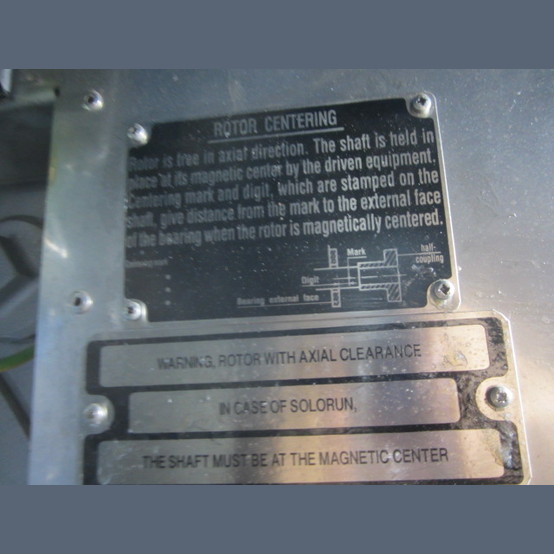 ROTOR CENTERING
Rotor is free in axial direction. The shaft is held in
place at its magnetic center by the driven equipment.
Centering mark and digit, which are stamped on the
shaft, give distance from the mark to the external face
of the bearing when the rotor is magnetically centered.
Mark
half-
coupling
Digit
Bearing external face
WARNING, ROTOR WITH AXIAL CLEARANCE
IN CASE OF SOLORUN,
THE SHAFT MUST BE AT THE MAGNETIC CENTER